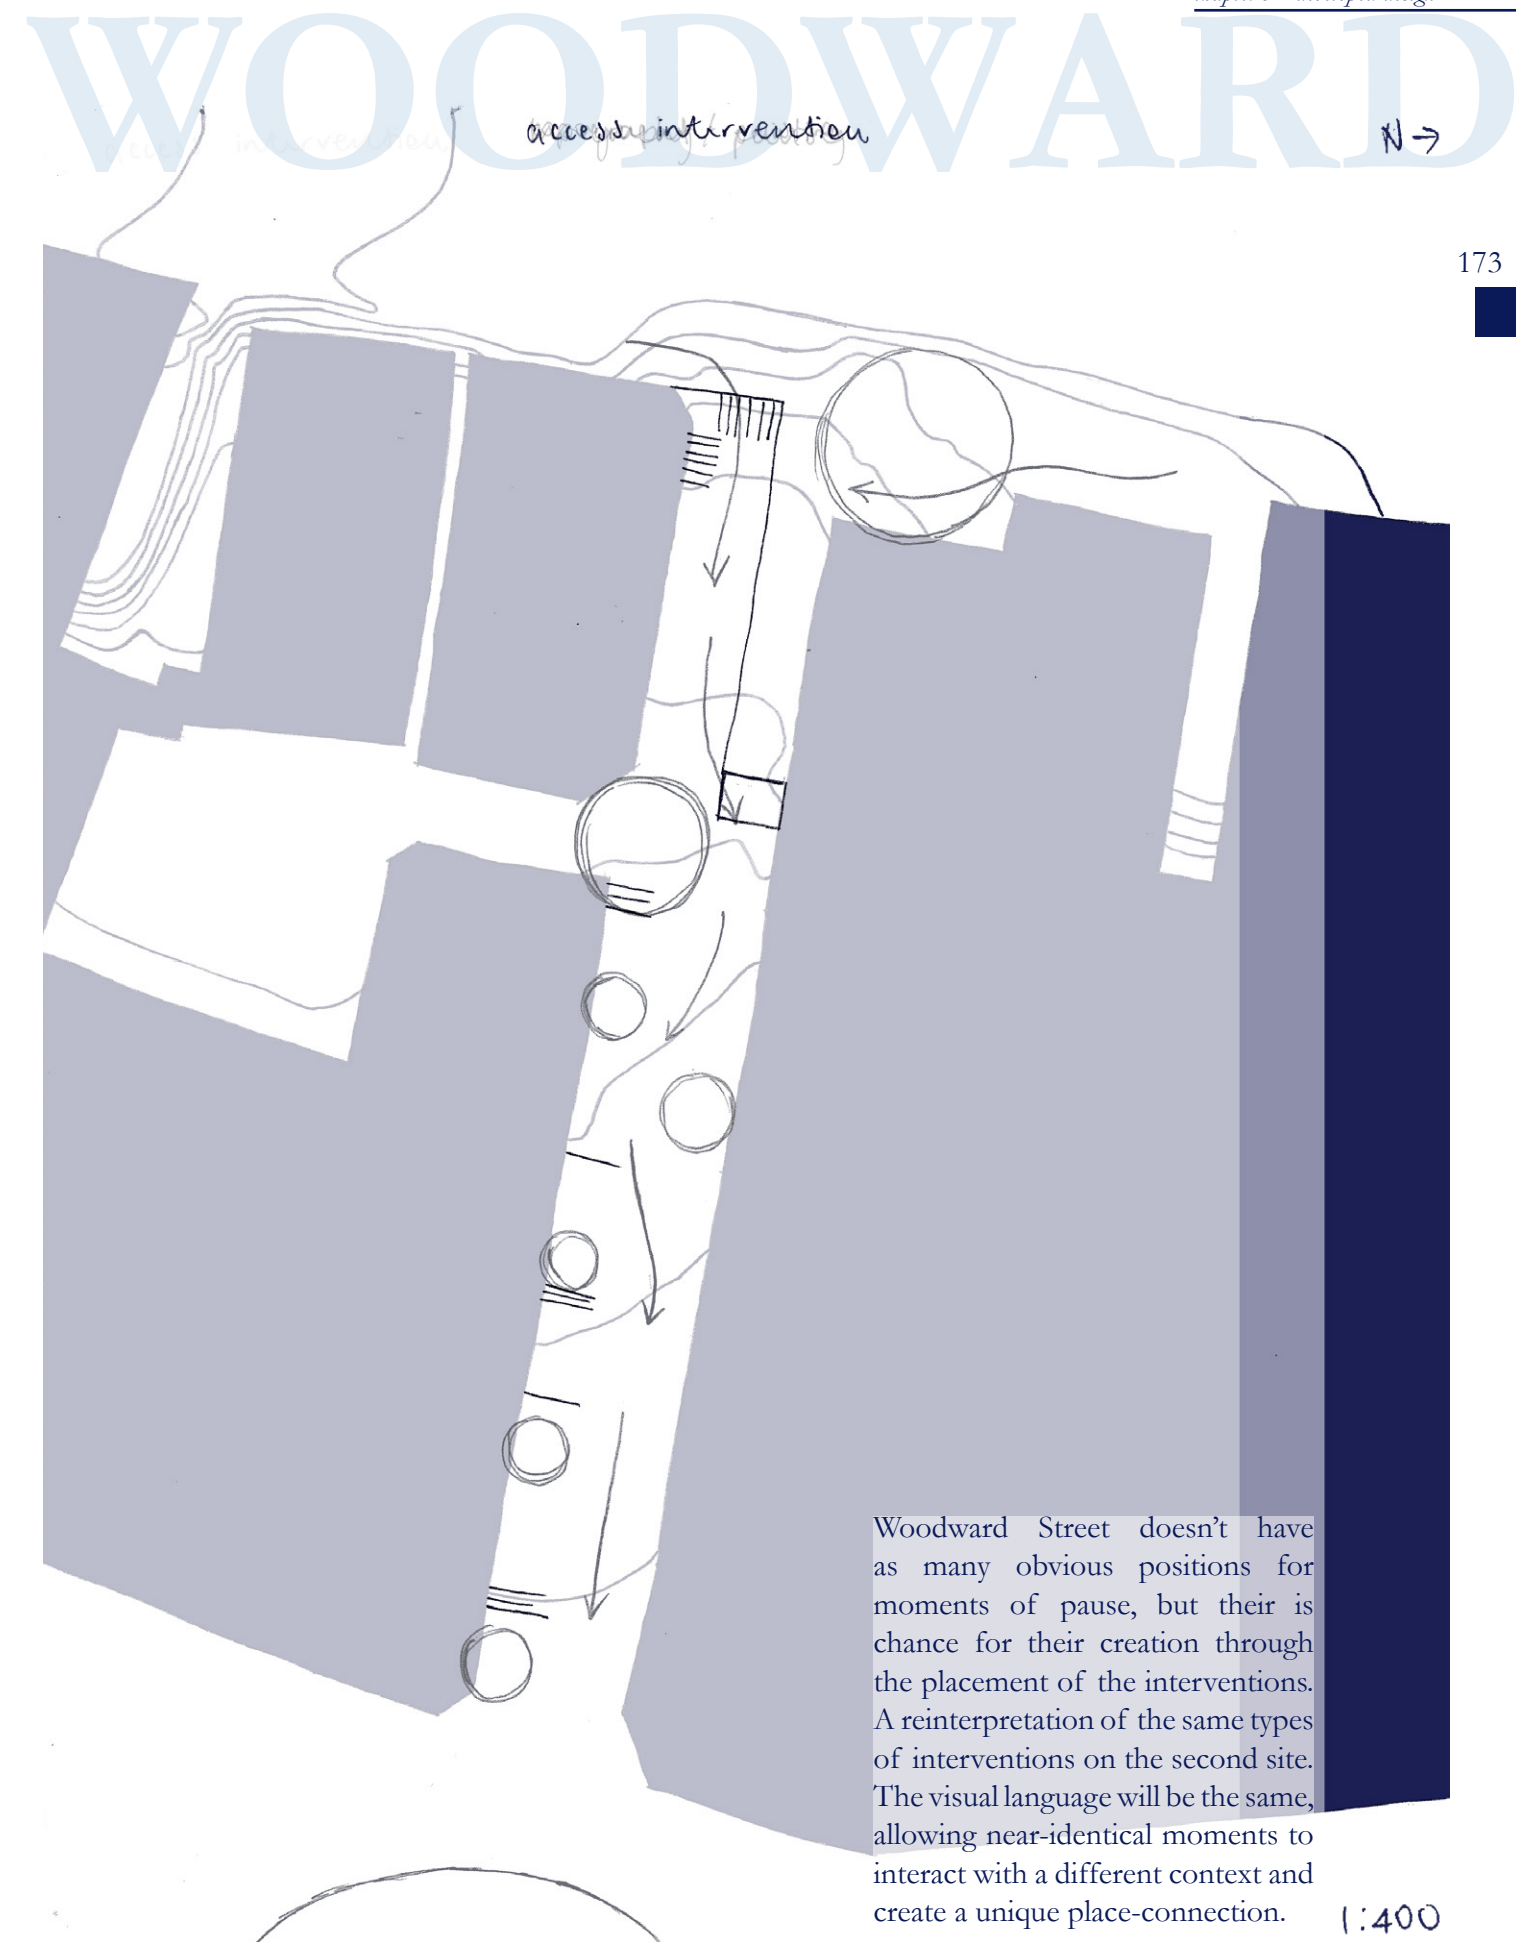 WOODWARD
access intervention
N →
173
Woodward Street doesn't have
as many obvious positions for
moments of pause, but their is
chance for their creation through
the placement of the interventions.
A reinterpretation of the same types
of interventions on the second site.
The visual language will be the same,
allowing near-identical moments to
interact with a different context and
create a unique place-connection.
1:400